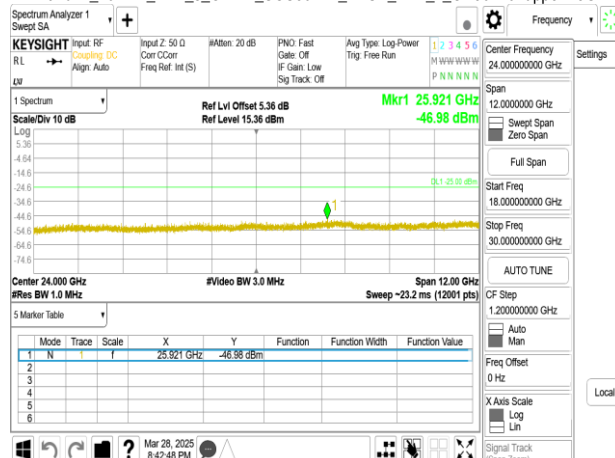 Spectrum Analyzer 1
Swept SA
Frequency
Settings
KEYSIGHT
RL
Input: RF
Coupling: DC
Align: Auto
Input Z: 50 Ω
Corr CCorr
Freq Ref: Int (S)
#Atten: 20 dB
PNO: Fast
Gate: Off
IF Gain: Low
Sig Track: Off
Avg Type: Log-Power
Trig: Free Run
1 2 3 4 5 6
M W W W W W
P N N N N N
1 Spectrum
Scale/Div 10 dB
Log
Ref Lvl Offset 5.36 dB
Ref Level 15.36 dBm
Mkr1 25.921 GHz
-46.98 dBm
5.36
-4.64
-14.6
-24.6
-34.6
-44.6
-54.6
-64.6
-74.6
DL1 -25.00 dBm
1
Center 24.000 GHz
#Res BW 1.0 MHz
#Video BW 3.0 MHz
Span 12.00 GHz
Sweep ~23.2 ms (12001 pts)
5 Marker Table
Mode Trace Scale X Y Function Function Width Function Value
1 N 1 f 25.921 GHz -46.98 dBm
2
3
4
5
6
Mar 28, 2025
8:42:48 PM
Center Frequency
24.000000000 GHz
Span
12.0000000 GHz
Swept Span
Zero Span
Full Span
Start Freq
18.000000000 GHz
Stop Freq
30.000000000 GHz
AUTO TUNE
CF Step
1.200000000 GHz
Auto
Man
Freq Offset
0 Hz
X Axis Scale
Log
Lin
Signal Track
Local